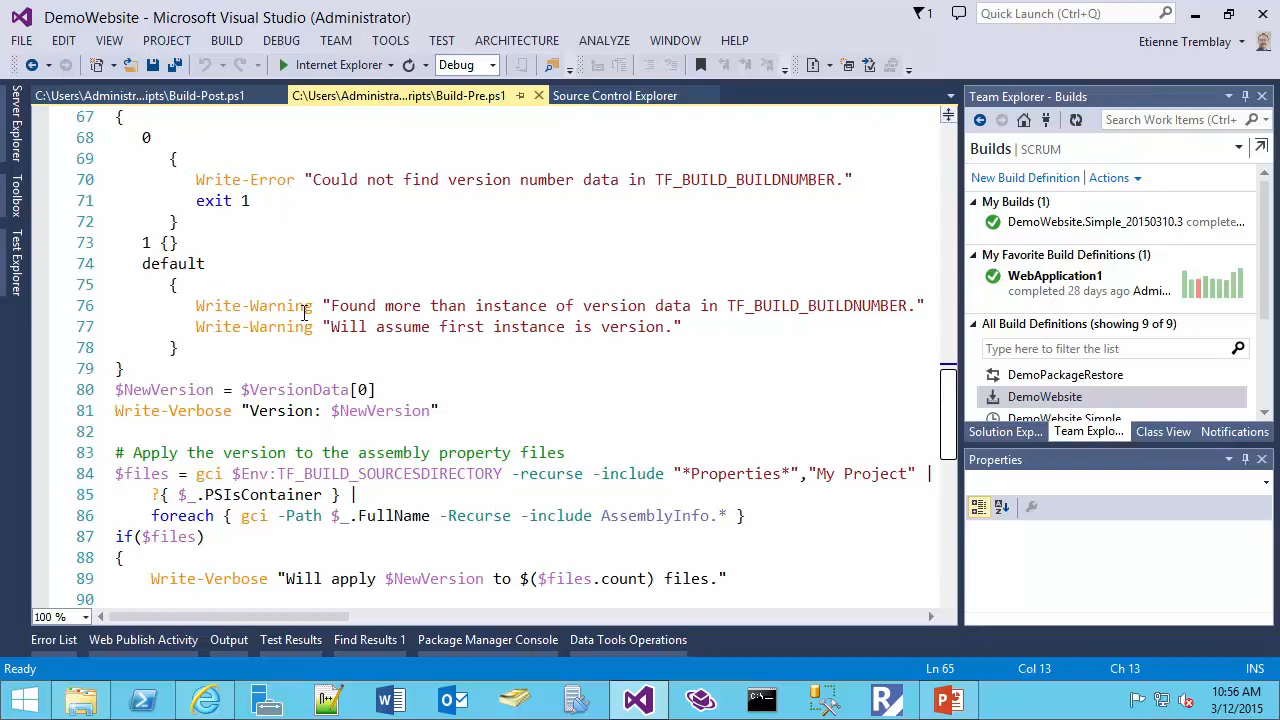 DemoWebsite - Microsoft Visual Studio (Administrator)
1
Quick Launch (Ctrl+Q)
FILE EDIT VIEW PROJECT BUILD DEBUG TEAM TOOLS TEST ARCHITECTURE ANALYZE WINDOW HELP
Etienne Tremblay
Internet Explorer
Debug
C:\Users\Administr...ipts\Build-Post.ps1
C:\Users\Administra...ripts\Build-Pre.ps1
Source Control Explorer
Server Explorer
Toolbox
Test Explorer
67 {
68 0
69 {
70 Write-Error "Could not find version number data in TF_BUILD_BUILDNUMBER."
71 exit 1
72 }
73 1 {}
74 default
75 {
76 Write-Warning "Found more than instance of version data in TF_BUILD_BUILDNUMBER."
77 Write-Warning "Will assume first instance is version."
78 }
79 }
80 $NewVersion = $VersionData[0]
81 Write-Verbose "Version: $NewVersion"
82
83 # Apply the version to the assembly property files
84 $files = gci $Env:TF_BUILD_SOURCESDIRECTORY -recurse -include "*Properties*","My Project" |
85 ?{ $_.PSIsContainer } |
86 foreach { gci -Path $_.FullName -Recurse -include AssemblyInfo.* }
87 if($files)
88 {
89 Write-Verbose "Will apply $NewVersion to $($files.count) files."
90
100 %
Team Explorer - Builds
Search Work Items (Ctrl+
Builds | SCRUM
New Build Definition | Actions
My Builds (1)
DemoWebsite.Simple_20150310.3 complete...
My Favorite Build Definitions (1)
WebApplication1
completed 28 days ago Admi...
All Build Definitions (showing 9 of 9)
Type here to filter the list
DemoPackageRestore
DemoWebsite
DemoWebsite.Simple
Solution Exp... Team Explo... Class View Notifications
Properties
Error List Web Publish Activity Output Test Results Find Results 1 Package Manager Console Data Tools Operations
Ready
Ln 65 Col 13 Ch 13 INS
10:56 AM
3/12/2015